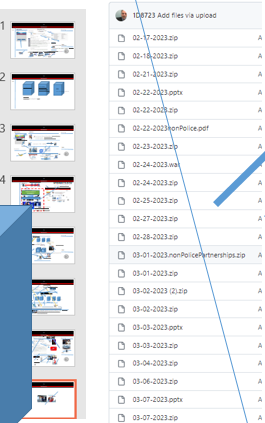 1
108723 Add files via upload
02-17-2023.zip
02-18-2023.zip
2
02-21-2023.zip
02-22-2023.pptx
02-22-2023.zip
3
02-22-2023nonPolice.pdf
02-23-2023.zip
02-24-2023.war
4
02-24-2023.zip
02-25-2023.zip
02-27-2023.zip
02-28-2023.zip
03-01-2023.nonPolicePartnerships.zip
03-01-2023.zip
03-02-2023 (2).zip
03-02-2023.zip
03-03-2023.pptx
03-03-2023.zip
03-04-2023.zip
03-06-2023.zip
03-07-2023.pptx
03-07-2023.zip